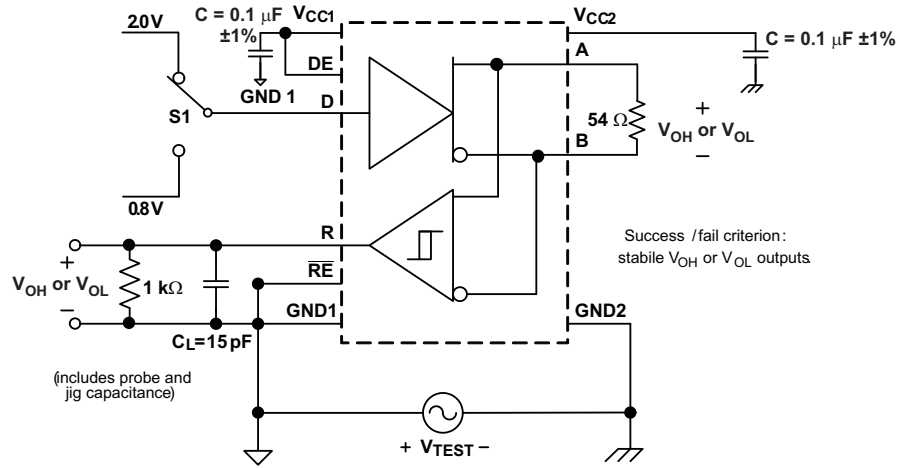 2.0 V
C = 0.1 µF
±1%
VCC1
DE
GND 1
D
S1
0.8 V
VCC2
A
C = 0.1 µF ±1%
54 Ω
+
VOH or VOL
−
B
R
RE
GND1
GND2
Success / fail criterion:
stabile VOH or VOL outputs.
+
VOH or VOL
−
1 kΩ
CL=15 pF
(includes probe and
jig capacitance)
+ VTEST −